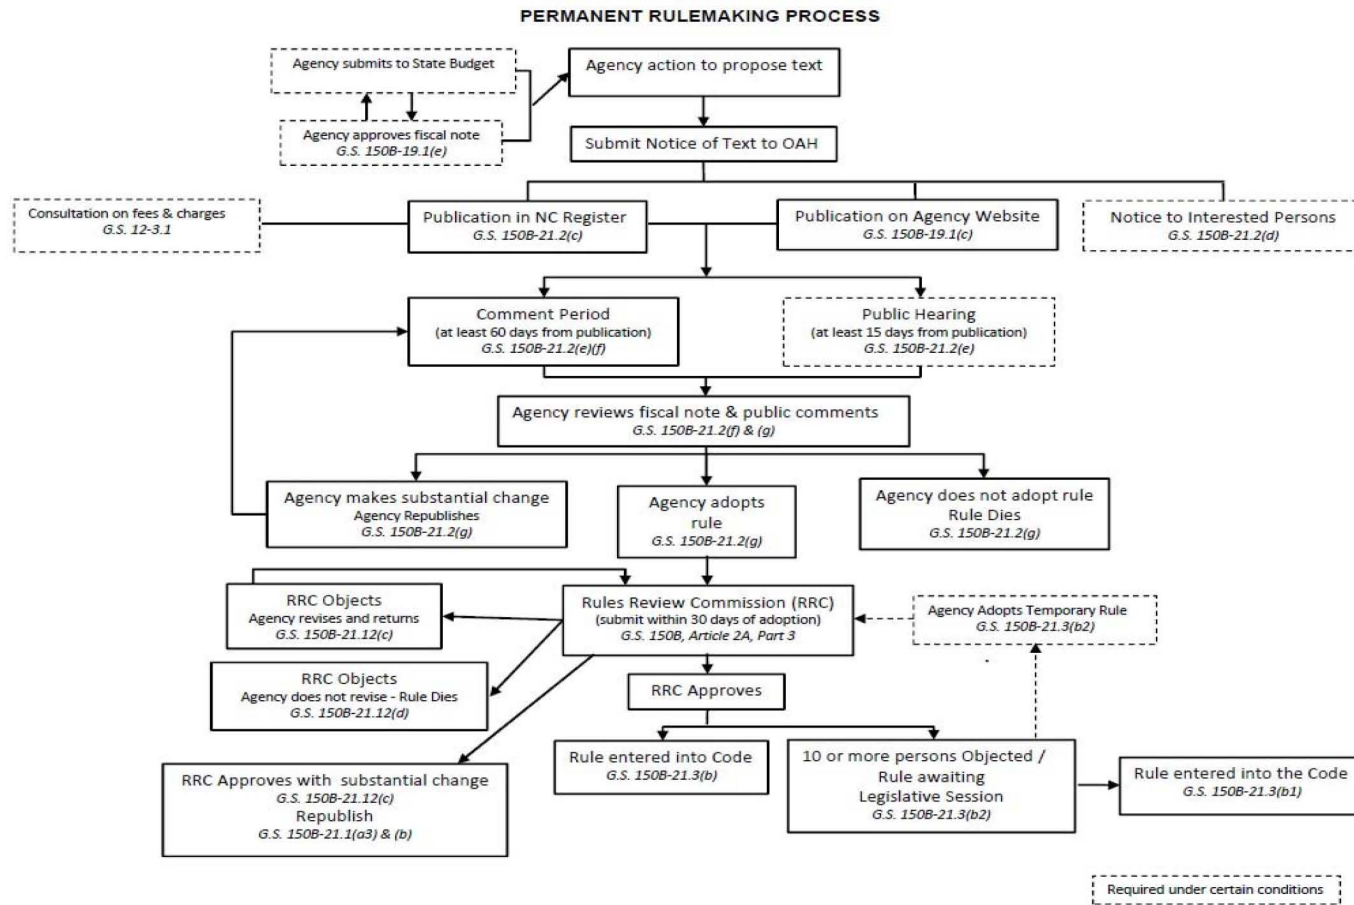 PERMANENT RULEMAKING PROCESS
Agency submits to State Budget
Agency action to propose text
Agency approves fiscal note
G.S. 150B-19.1(e)
Submit Notice of Text to OAH
Consultation on fees & charges
G.S. 12-3.1
Publication in NC Register
G.S. 150B-21.2(c)
Publication on Agency Website
G.S. 150B-19.1(c)
Notice to Interested Persons
G.S. 150B-21.2(d)
Comment Period
(at least 60 days from publication)
G.S. 150B-21.2(e)(f)
Public Hearing
(at least 15 days from publication)
G.S. 150B-21.2(e)
Agency reviews fiscal note & public comments
G.S. 150B-21.2(f) & (g)
Agency makes substantial change
Agency Republishes
G.S. 150B-21.2(g)
Agency adopts
rule
G.S. 150B-21.2(g)
Agency does not adopt rule
Rule Dies
G.S. 150B-21.2(g)
RRC Objects
Agency revises and returns
G.S. 150B-21.12(c)
Rules Review Commission (RRC)
(submit within 30 days of adoption)
G.S. 150B, Article 2A, Part 3
Agency Adopts Temporary Rule
G.S. 150B-21.3(b2)
RRC Objects
Agency does not revise - Rule Dies
G.S. 150B-21.12(d)
RRC Approves
RRC Approves with substantial change
G.S. 150B-21.12(c)
Republish
G.S. 150B-21.1(a3) & (b)
Rule entered into Code
G.S. 150B-21.3(b)
10 or more persons Objected /
Rule awaiting
Legislative Session
G.S. 150B-21.3(b2)
Rule entered into the Code
G.S. 150B-21.3(b1)
Required under certain conditions